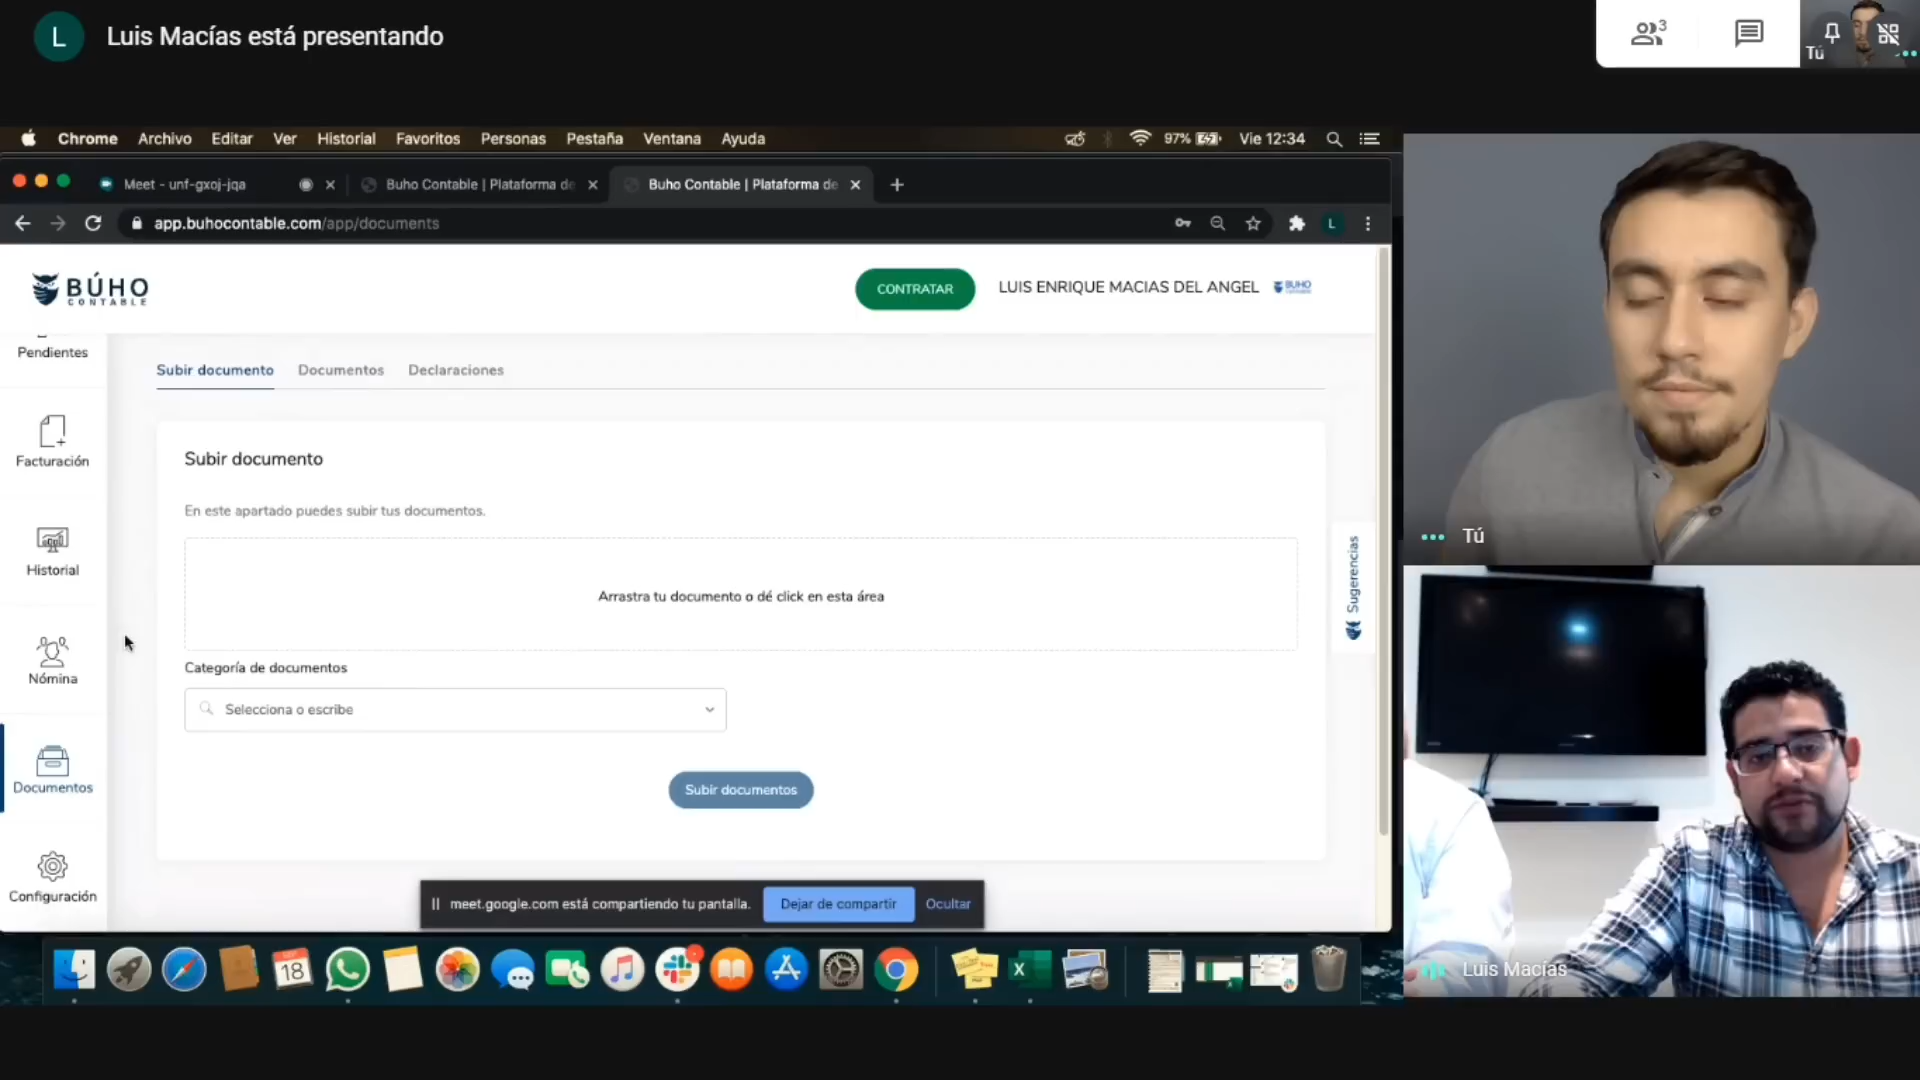 L
Luis Macías está presentando
3
Tú
Chrome Archivo Editar Ver Historial Favoritos Personas Pestaña Ventana Ayuda
97% Vie 12:34
Meet - unf-gxoj-jqa
Buho Contable | Plataforma de
Buho Contable | Plataforma de
app.buhocontable.com/app/documents
L
BÚHO
CONTABLE
CONTRATAR
LUIS ENRIQUE MACIAS DEL ANGEL
BUHO
Pendientes
Facturación
Historial
Nómina
Documentos
Configuración
Subir documento Documentos Declaraciones
Subir documento
En este apartado puedes subir tus documentos.
Arrastra tu documento o dé click en esta área
Categoría de documentos
Selecciona o escribe
Subir documentos
Sugerencias
meet.google.com está compartiendo tu pantalla.
Dejar de compartir
Ocultar
18
Tú
Luis Macías